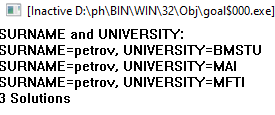 [Inactive D:\ph\BIN\WIN\32\Obj\goal$000.exe]
SURNAME and UNIVERSITY:
SURNAME=petrov, UNIVERSITY=BMSTU
SURNAME=petrov, UNIVERSITY=MAI
SURNAME=petrov, UNIVERSITY=MFTI
3 Solutions